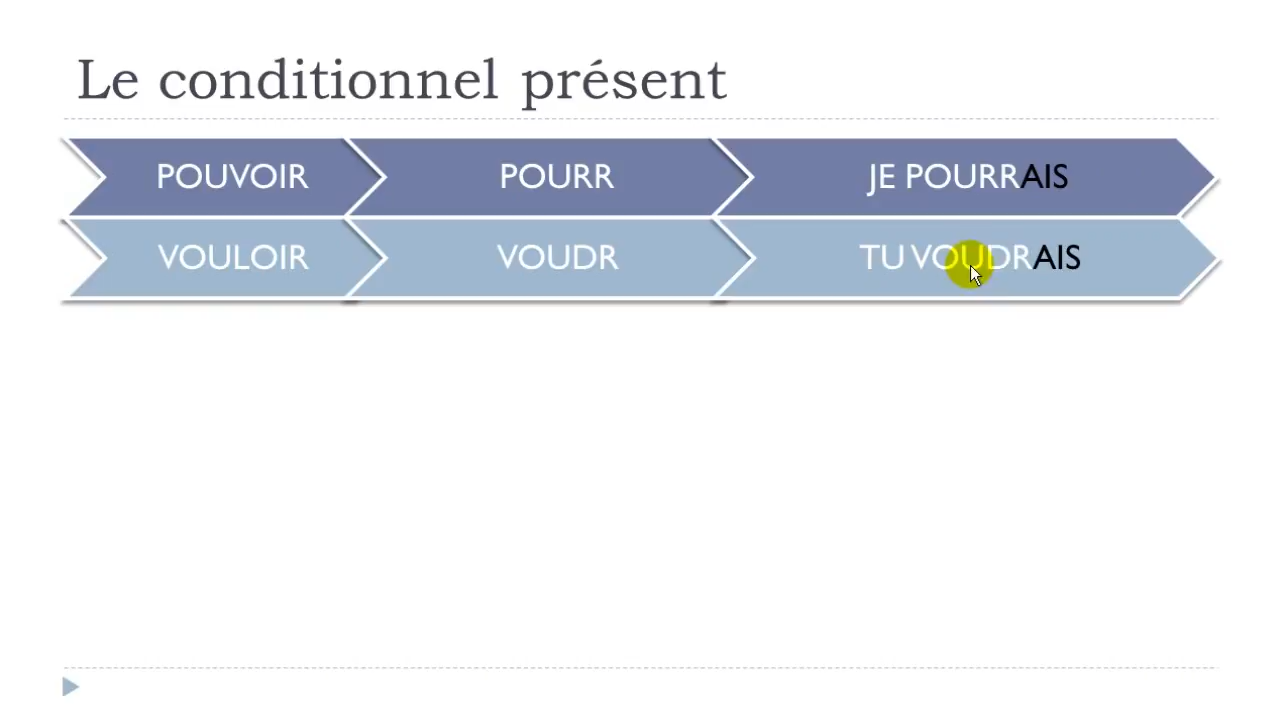 Le conditionnel présent
POUVOIR POURR JE POURRAIS
VOULOIR VOUDR TU VOUDRAIS